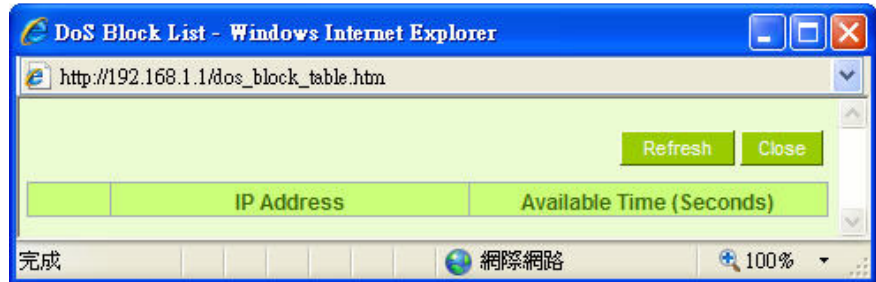 DoS Block List - Windows Internet Explorer
http://192.168.1.1/dos_block_table.htm
Refresh Close
IP Address Available Time (Seconds)
完成 網際網路 100%